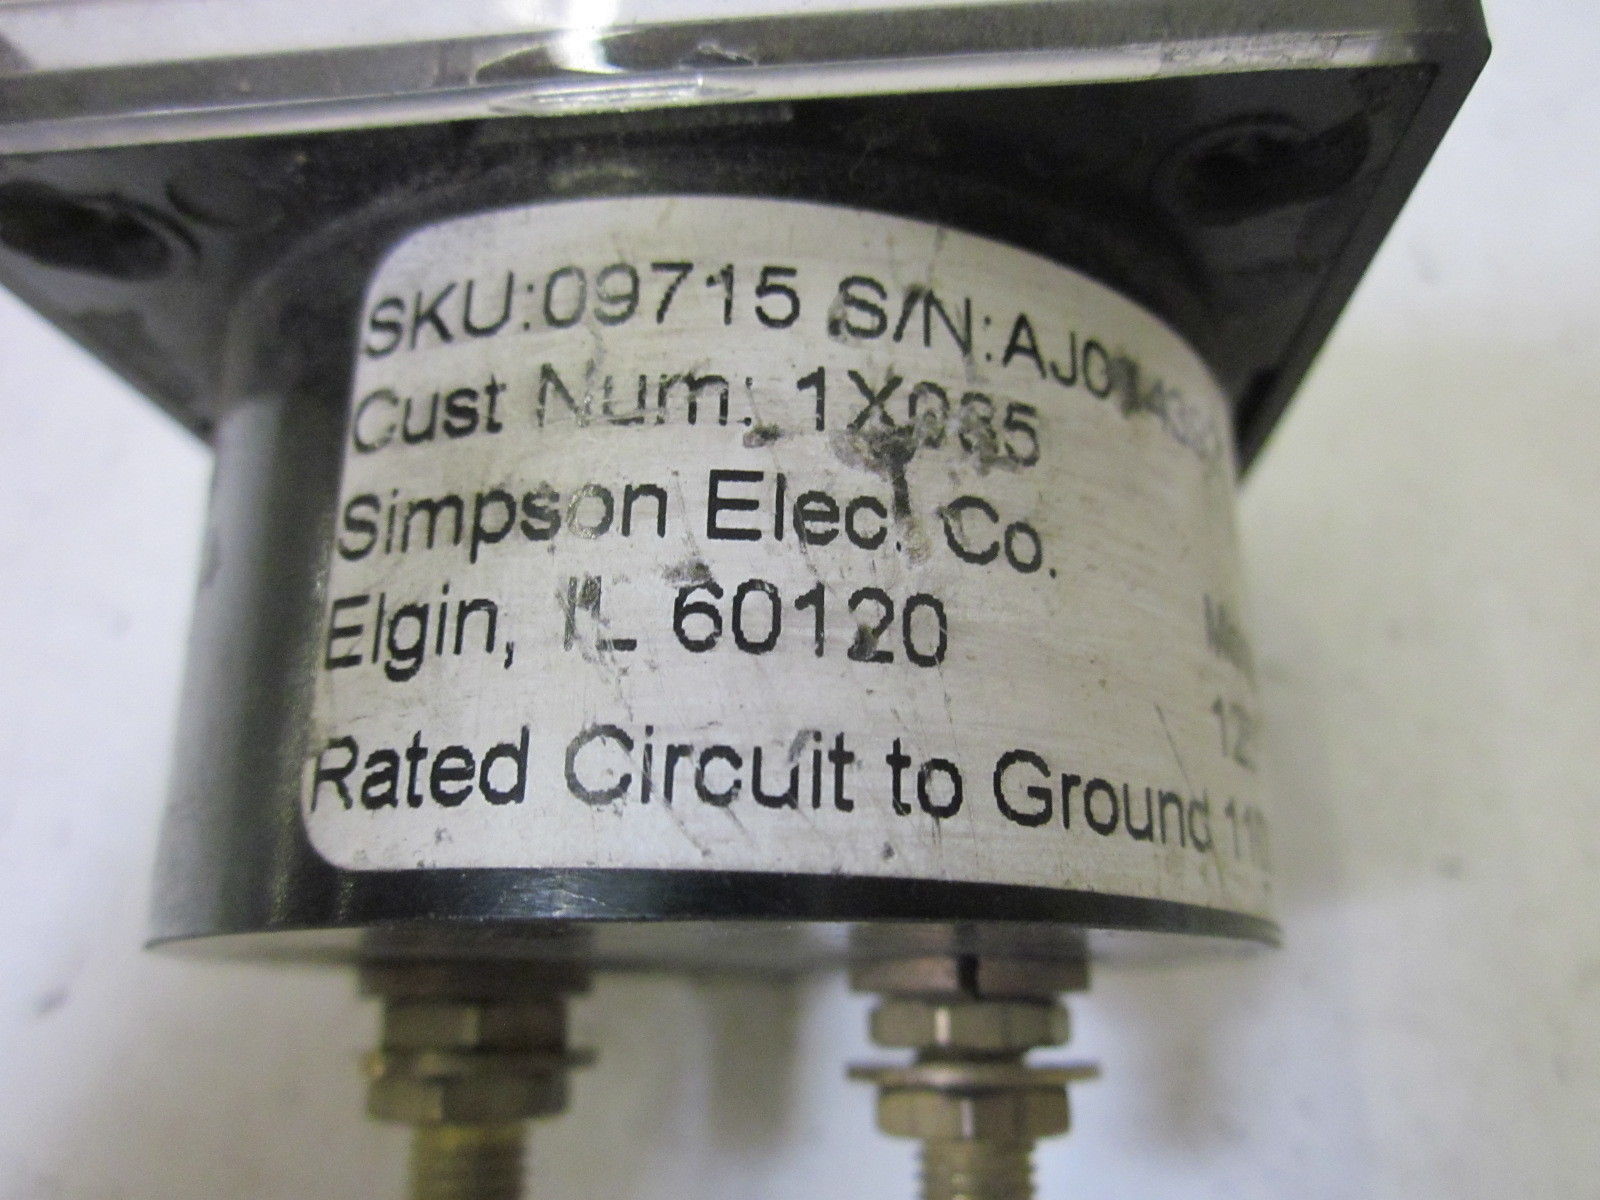 SKU:09715 S/N:
Cust Num: 1X085
Simpson Elec. Co.
Elgin, IL 60120
Rated Circuit to Ground